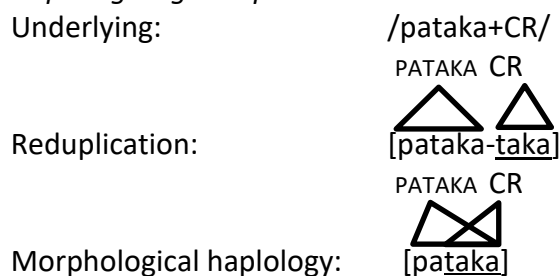 Underlying: /pataka+CR/
PATAKA CR
Reduplication: [pataka-taka]
PATAKA CR
Morphological haplology: [pataka]